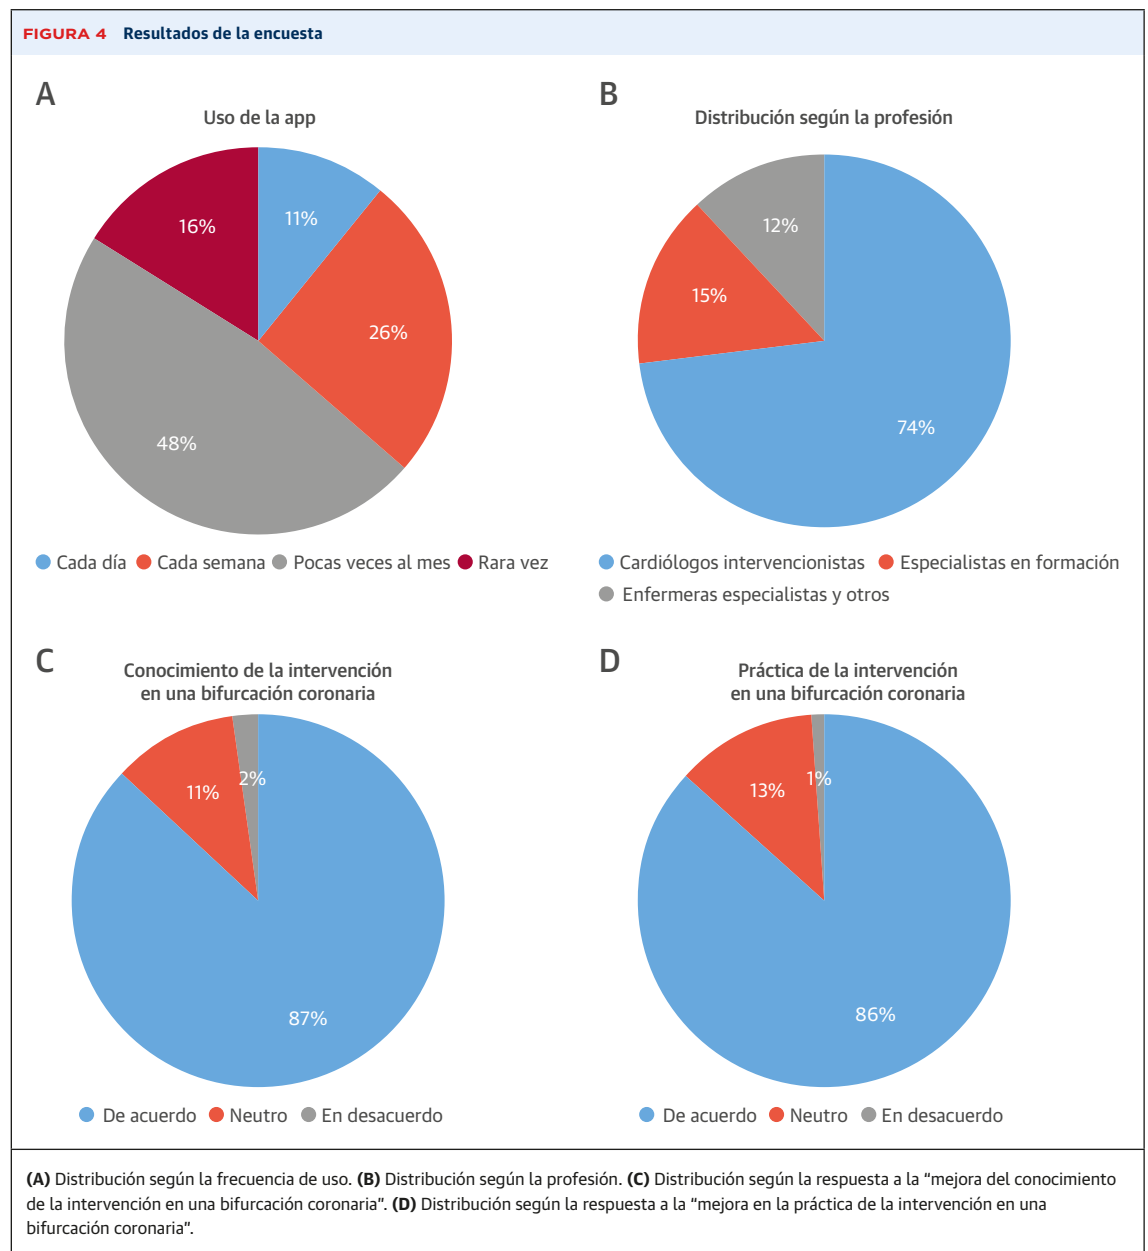 FIGURA 4 Resultados de la encuesta
A
Uso de la app
16%
11%
26%
48%
Cada día Cada semana Pocas veces al mes Rara vez
B
Distribución según la profesión
12%
15%
74%
Cardiólogos intervencionistas Especialistas en formación
Enfermeras especialistas y otros
C
Conocimiento de la intervención
en una bifurcación coronaria
2%
11%
87%
De acuerdo Neutro En desacuerdo
D
Práctica de la intervención
en una bifurcación coronaria
1%
13%
86%
De acuerdo Neutro En desacuerdo
(A) Distribución según la frecuencia de uso. (B) Distribución según la profesión. (C) Distribución según la respuesta a la “mejora del conocimiento
de la intervención en una bifurcación coronaria”. (D) Distribución según la respuesta a la “mejora en la práctica de la intervención en una
bifurcación coronaria”.